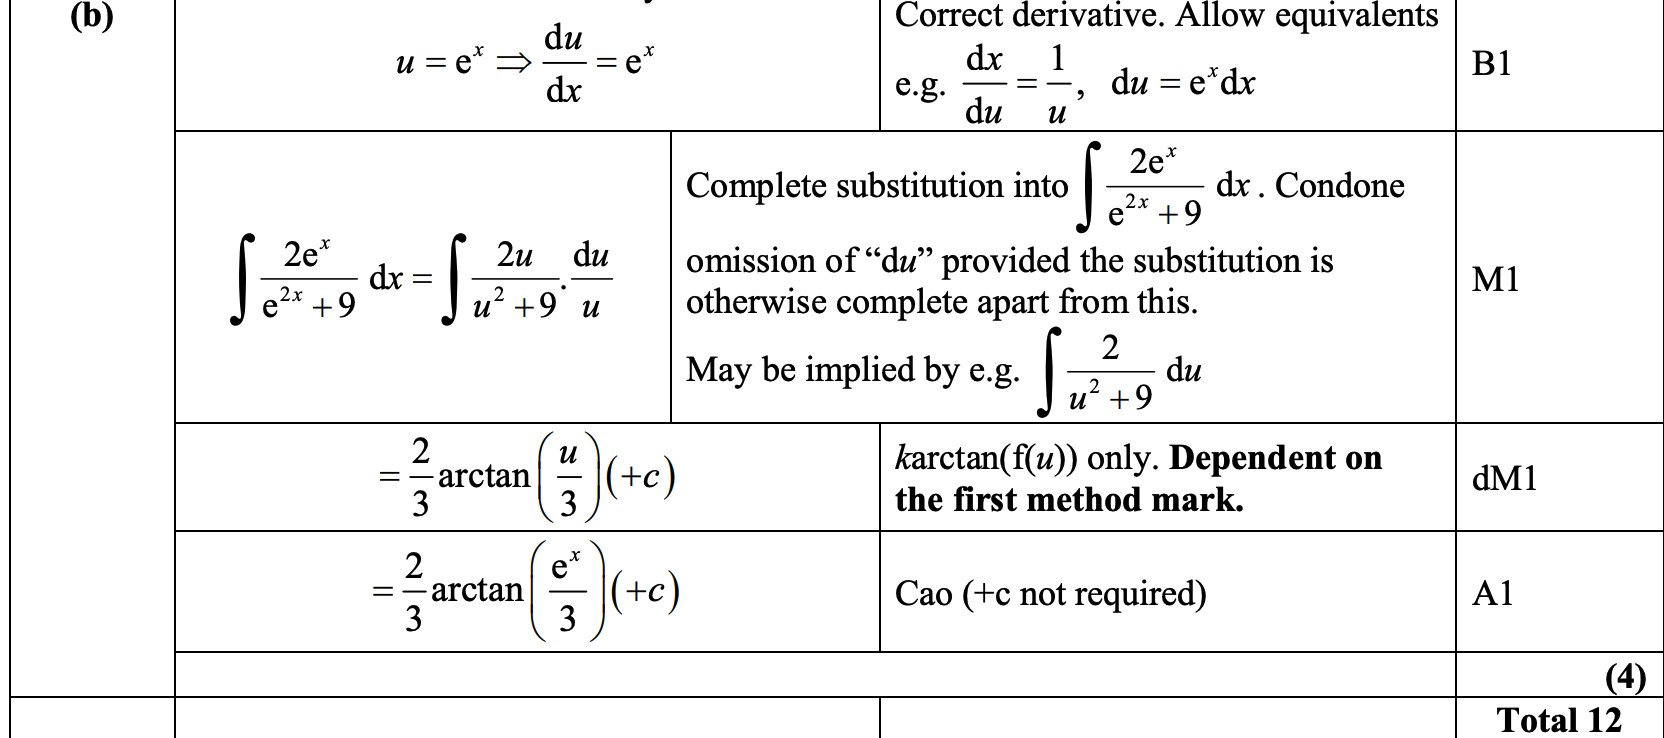 (b)
u = e^x ⇒ du/dx = e^x
Correct derivative. Allow equivalents
e.g. dx/du = 1/u, du = e^x dx
B1
∫ 2e^x/(e^(2x) + 9) dx = ∫ 2u/(u^2 + 9) . du/u
Complete substitution into ∫ 2e^x/(e^(2x) + 9) dx . Condone
omission of “du” provided the substitution is
otherwise complete apart from this.
May be implied by e.g. ∫ 2/(u^2 + 9) du
M1
= 2/3 arctan(u/3)(+c)
karctan(f(u)) only. Dependent on
the first method mark.
dM1
= 2/3 arctan(e^x/3)(+c)
Cao (+c not required)
A1
(4)
Total 12